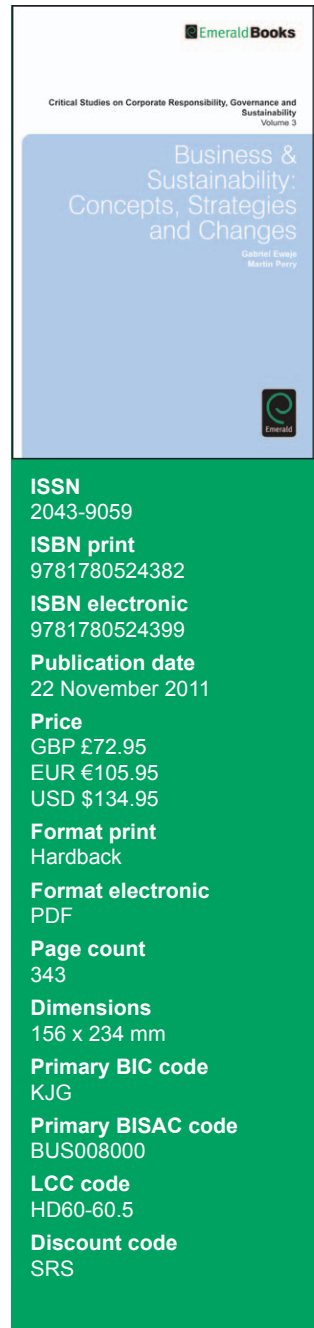 Emerald Books
Critical Studies on Corporate Responsibility, Governance and
Sustainability
Volume 3
Business &
Sustainability:
Concepts, Strategies
and Changes
Gabriel Eweje
Martin Perry
Emerald
ISSN
2043-9059
ISBN print
9781780524382
ISBN electronic
9781780524399
Publication date
22 November 2011
Price
GBP £72.95
EUR €105.95
USD $134.95
Format print
Hardback
Format electronic
PDF
Page count
343
Dimensions
156 x 234 mm
Primary BIC code
KJG
Primary BISAC code
BUS008000
LCC code
HD60-60.5
Discount code
SRS